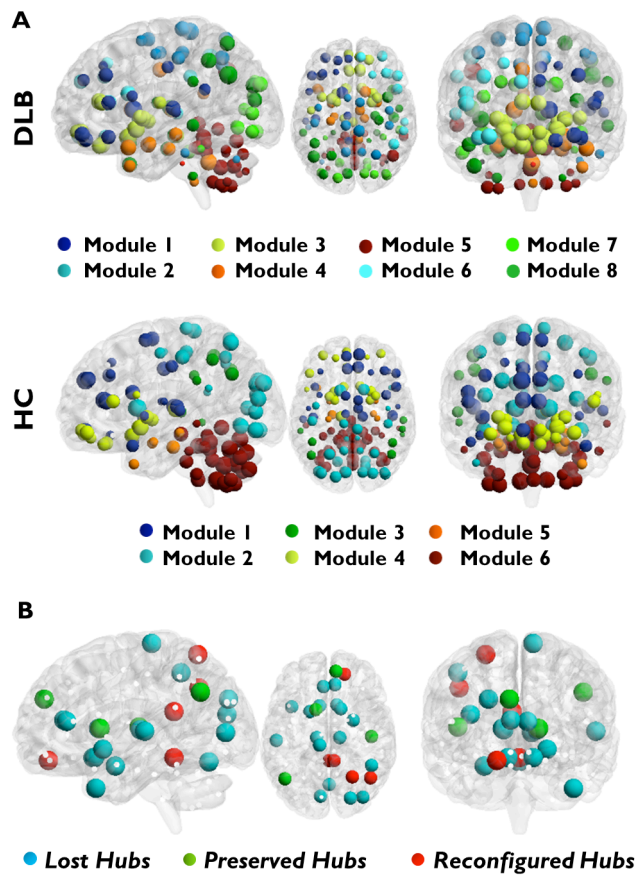 A
DLB
Module 1 Module 3 Module 5 Module 7
Module 2 Module 4 Module 6 Module 8
HC
Module 1 Module 3 Module 5
Module 2 Module 4 Module 6
B
Lost Hubs Preserved Hubs Reconfigured Hubs